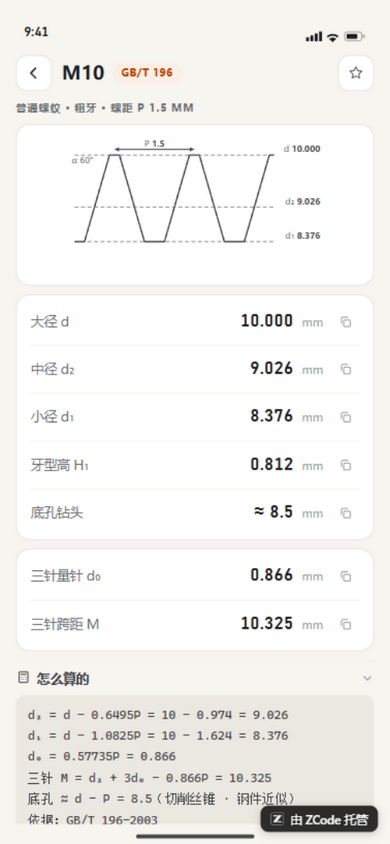 9:41
M10 GB/T 196
普通螺纹 • 粗牙 • 螺距 P 1.5 MM
P 1.5
d 10.000
α 60°
d₂ 9.026
d₁ 8.376
大径 d 10.000 mm
中径 d₂ 9.026 mm
小径 d₁ 8.376 mm
牙型高 H₁ 0.812 mm
底孔钻头 ≈ 8.5 mm
三针量针 d₀ 0.866 mm
三针跨距 M 10.325 mm
怎么算的
d₂ = d − 0.6495P = 10 − 0.974 = 9.026
d₁ = d − 1.0825P = 10 − 1.624 = 8.376
d₀ = 0.57735P = 0.866
三针 M = d₂ + 3d₀ − 0.866P = 10.325
底孔 ≈ d − P = 8.5（切削丝锥 · 钢件近似）
依据: GB/T 196-2003
由 ZCode 托管